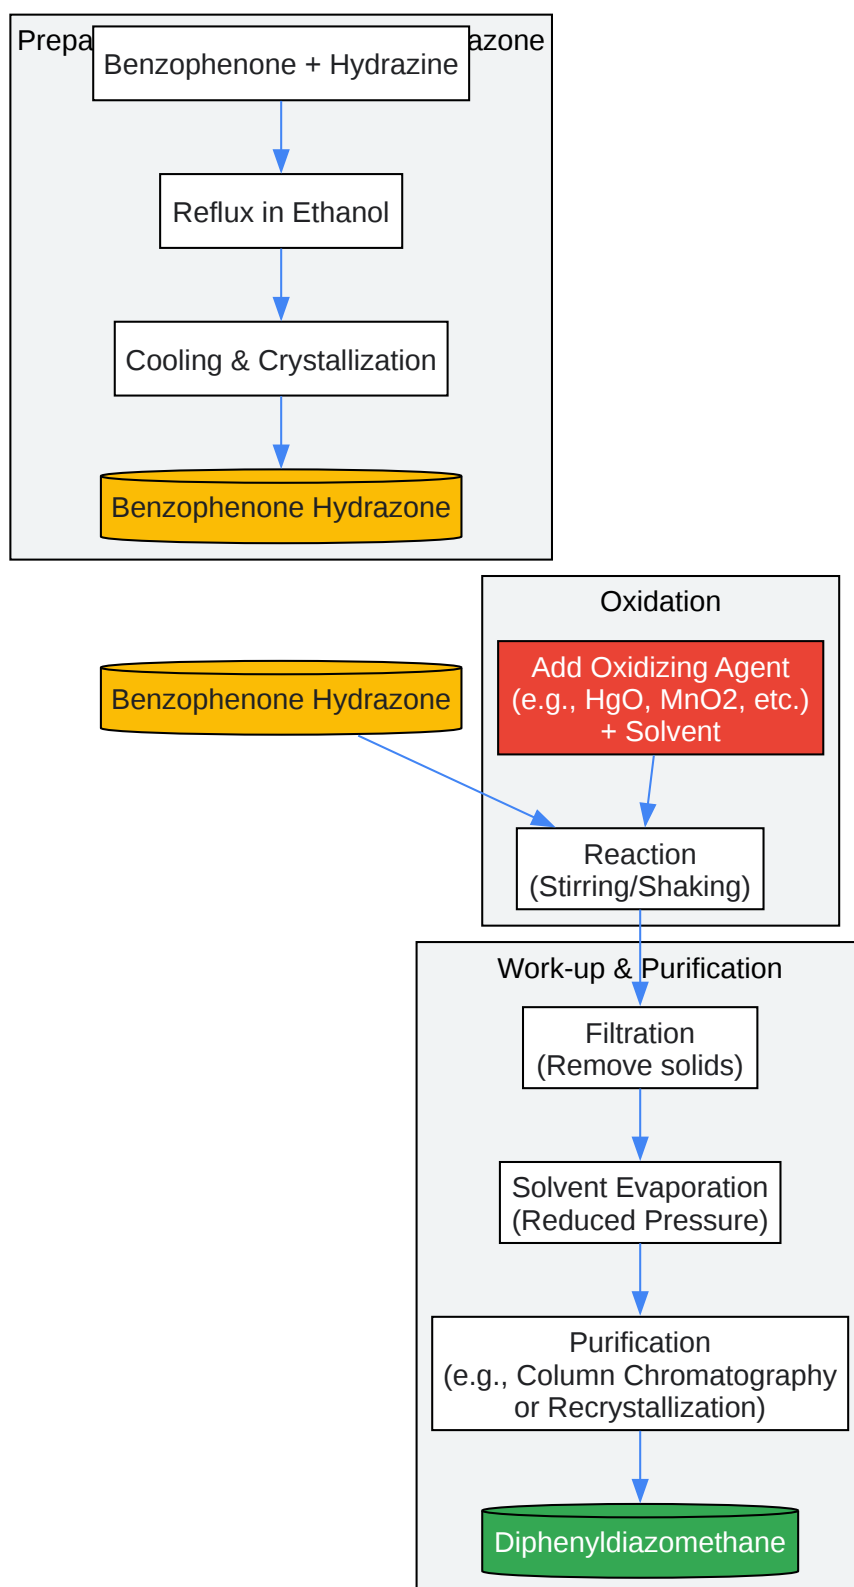 Prepa azone
Benzophenone + Hydrazine
Reflux in Ethanol
Cooling & Crystallization
Benzophenone Hydrazone
Oxidation
Benzophenone Hydrazone
Add Oxidizing Agent
(e.g., HgO, MnO2, etc.)
+ Solvent
Reaction
(Stirring/Shaking)
Work-up & Purification
Filtration
(Remove solids)
Solvent Evaporation
(Reduced Pressure)
Purification
(e.g., Column Chromatography
or Recrystallization)
Diphenyldiazomethane